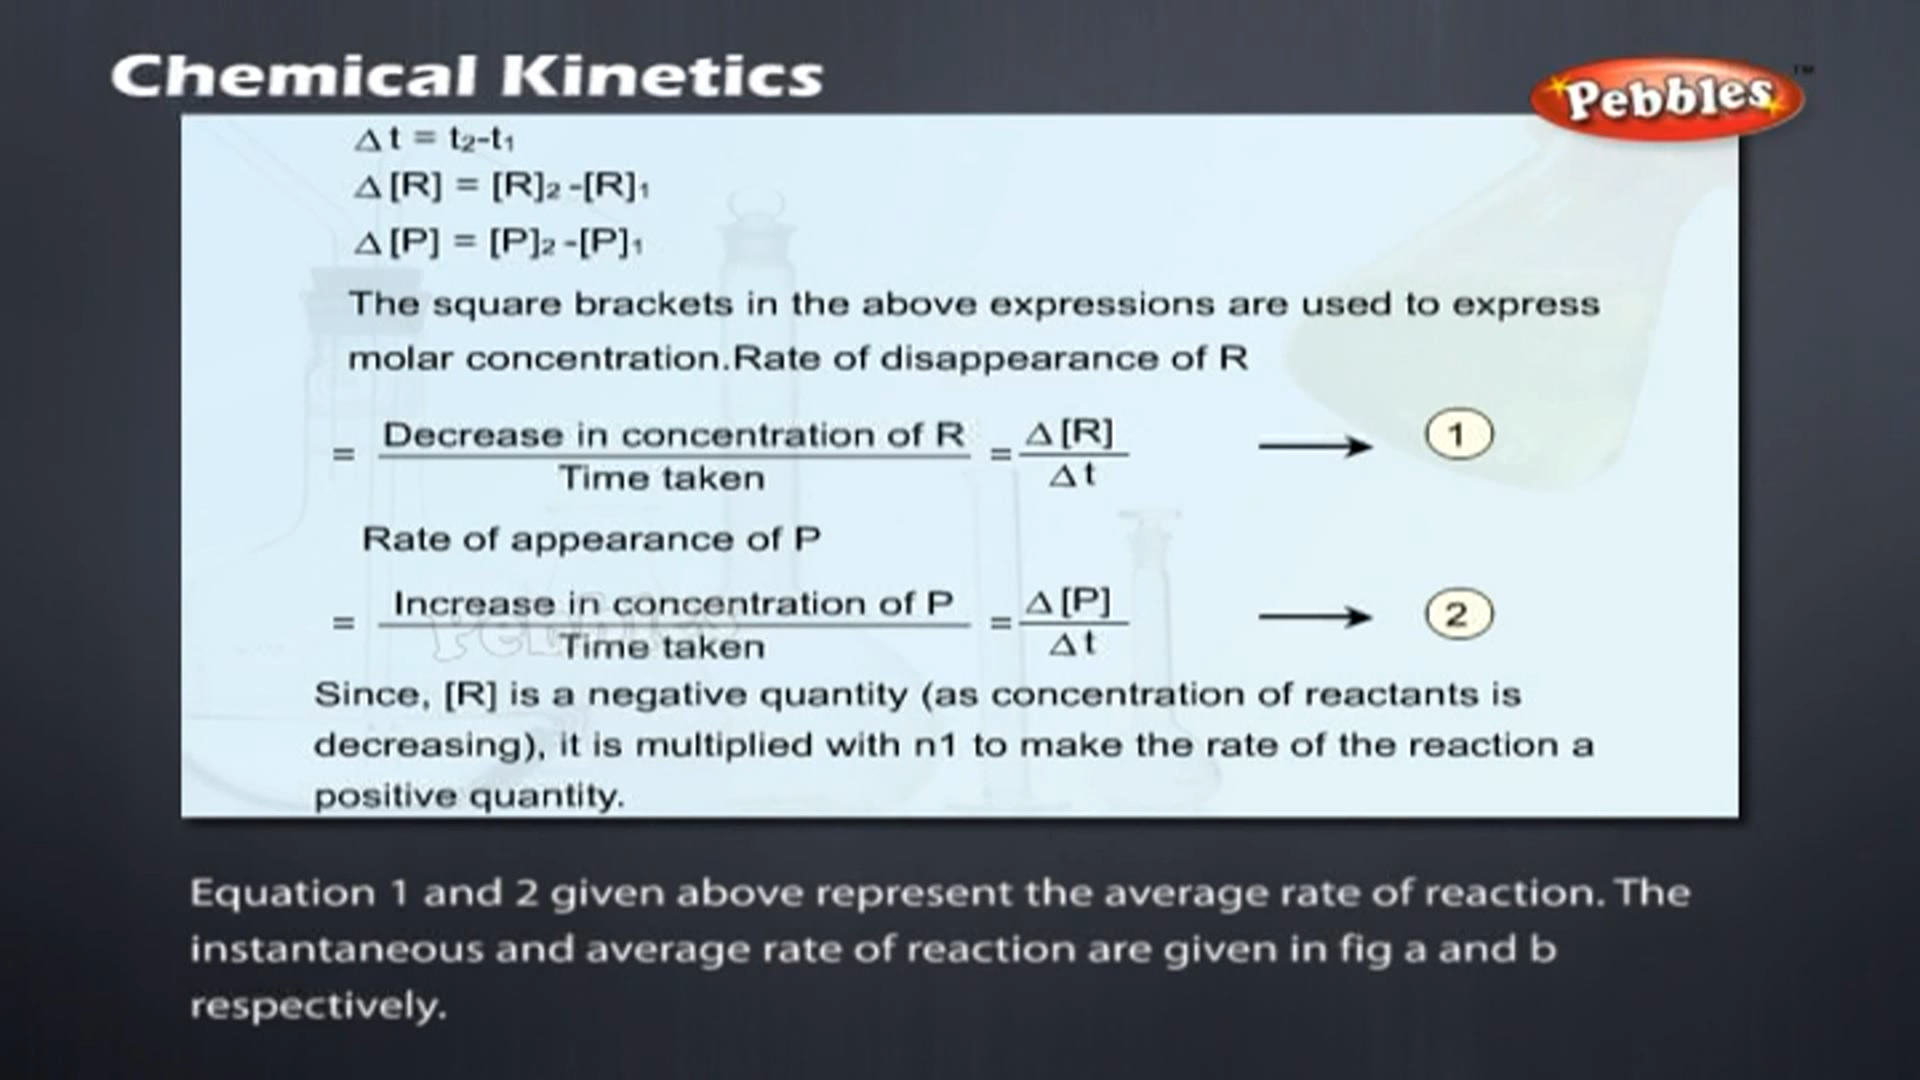 Chemical Kinetics
Pebbles™
Δt = t₂-t₁
Δ[R] = [R]₂ -[R]₁
Δ[P] = [P]₂ -[P]₁
The square brackets in the above expressions are used to express
molar concentration.Rate of disappearance of R
= Decrease in concentration of R / Time taken = Δ[R] / Δt → 1
Rate of appearance of P
= Increase in concentration of P / Time taken = Δ[P] / Δt → 2
Pebbles
Since, [R] is a negative quantity (as concentration of reactants is
decreasing), it is multiplied with n1 to make the rate of the reaction a
positive quantity.
Equation 1 and 2 given above represent the average rate of reaction. The
instantaneous and average rate of reaction are given in fig a and b
respectively.